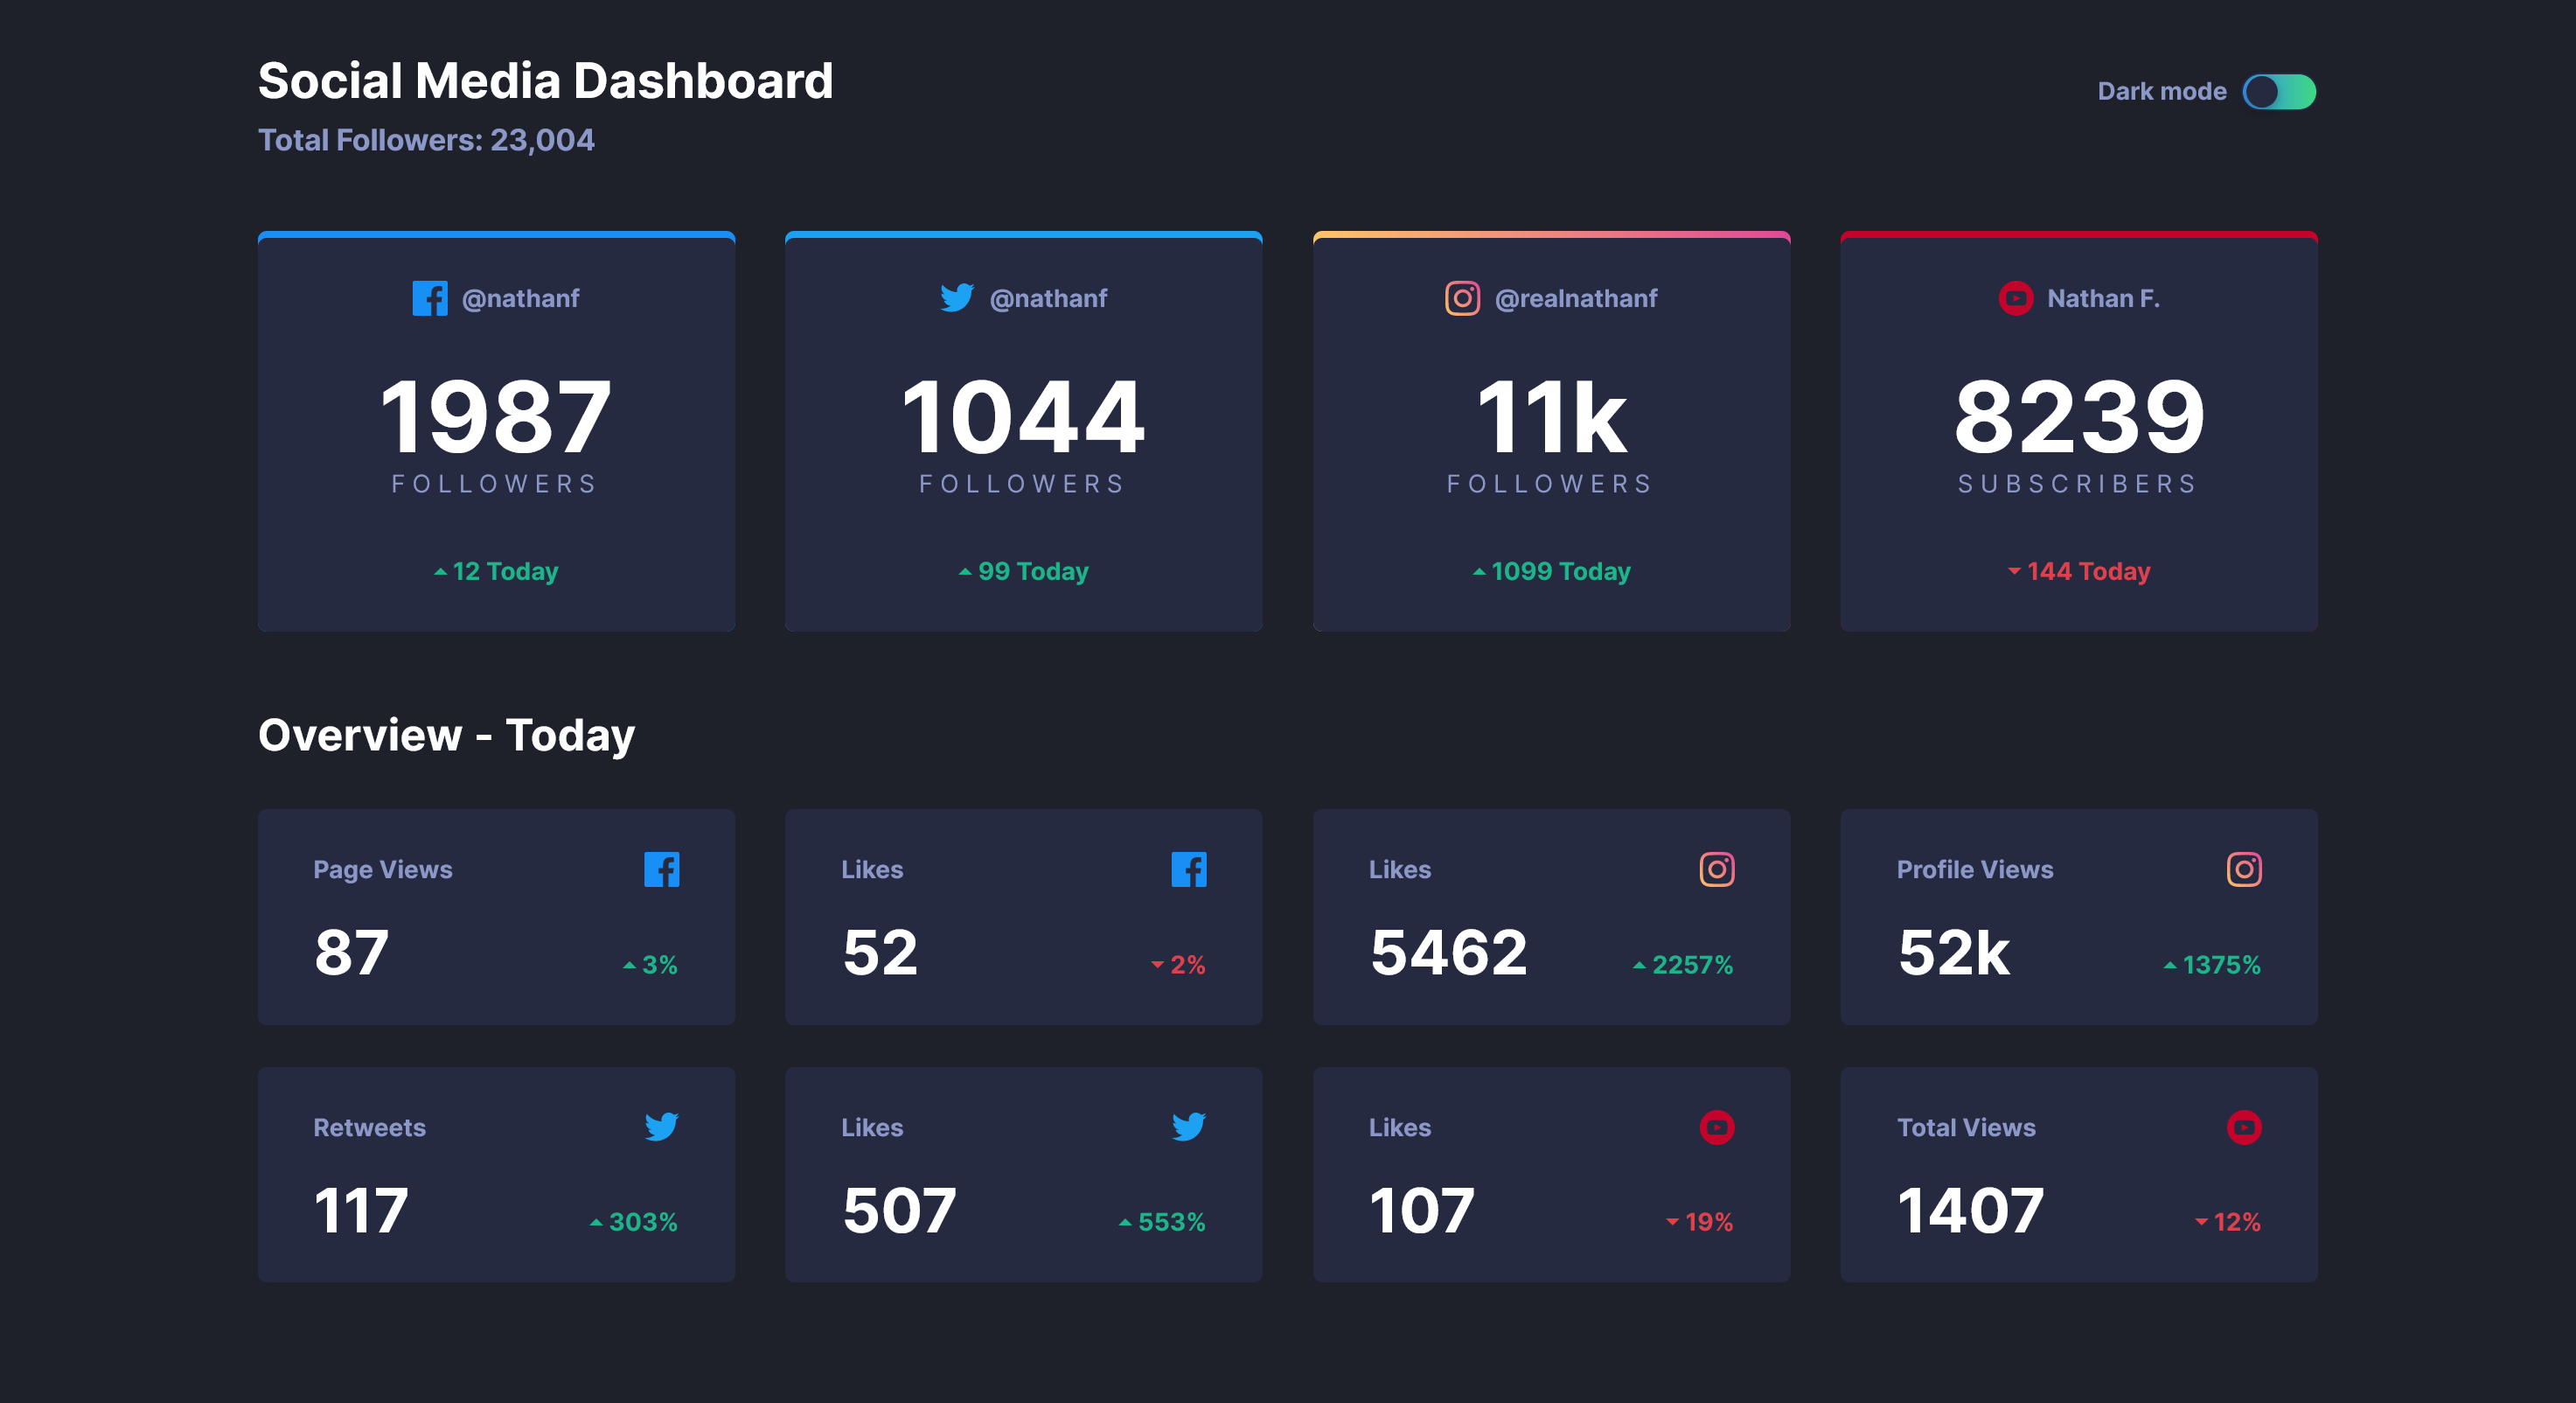 Social Media Dashboard
Dark mode
Total Followers: 23,004
@nathanf
1987
FOLLOWERS
12 Today
@nathanf
1044
FOLLOWERS
99 Today
@realnathanf
11k
FOLLOWERS
1099 Today
Nathan F.
8239
SUBSCRIBERS
144 Today
Overview - Today
Page Views
87
3%
Likes
52
2%
Likes
5462
2257%
Profile Views
52k
1375%
Retweets
117
303%
Likes
507
553%
Likes
107
19%
Total Views
1407
12%